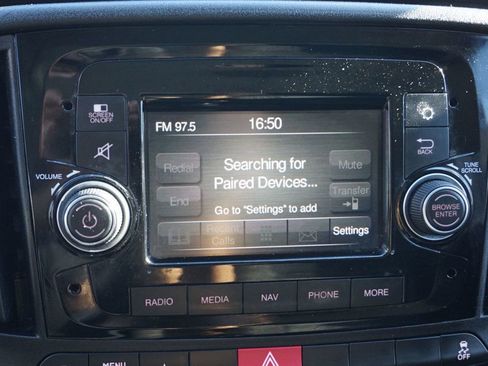 SCREEN
ON/OFF
FM 97.5
16:50
BACK
Redial
Searching for
Paired Devices...
Mute
VOLUME
TUNE
SCROLL
End
Transfer
Go to "Settings" to add
BROWSE
ENTER
Recent
Calls
Settings
RADIO
MEDIA
NAV
PHONE
MORE
MENU
OFF